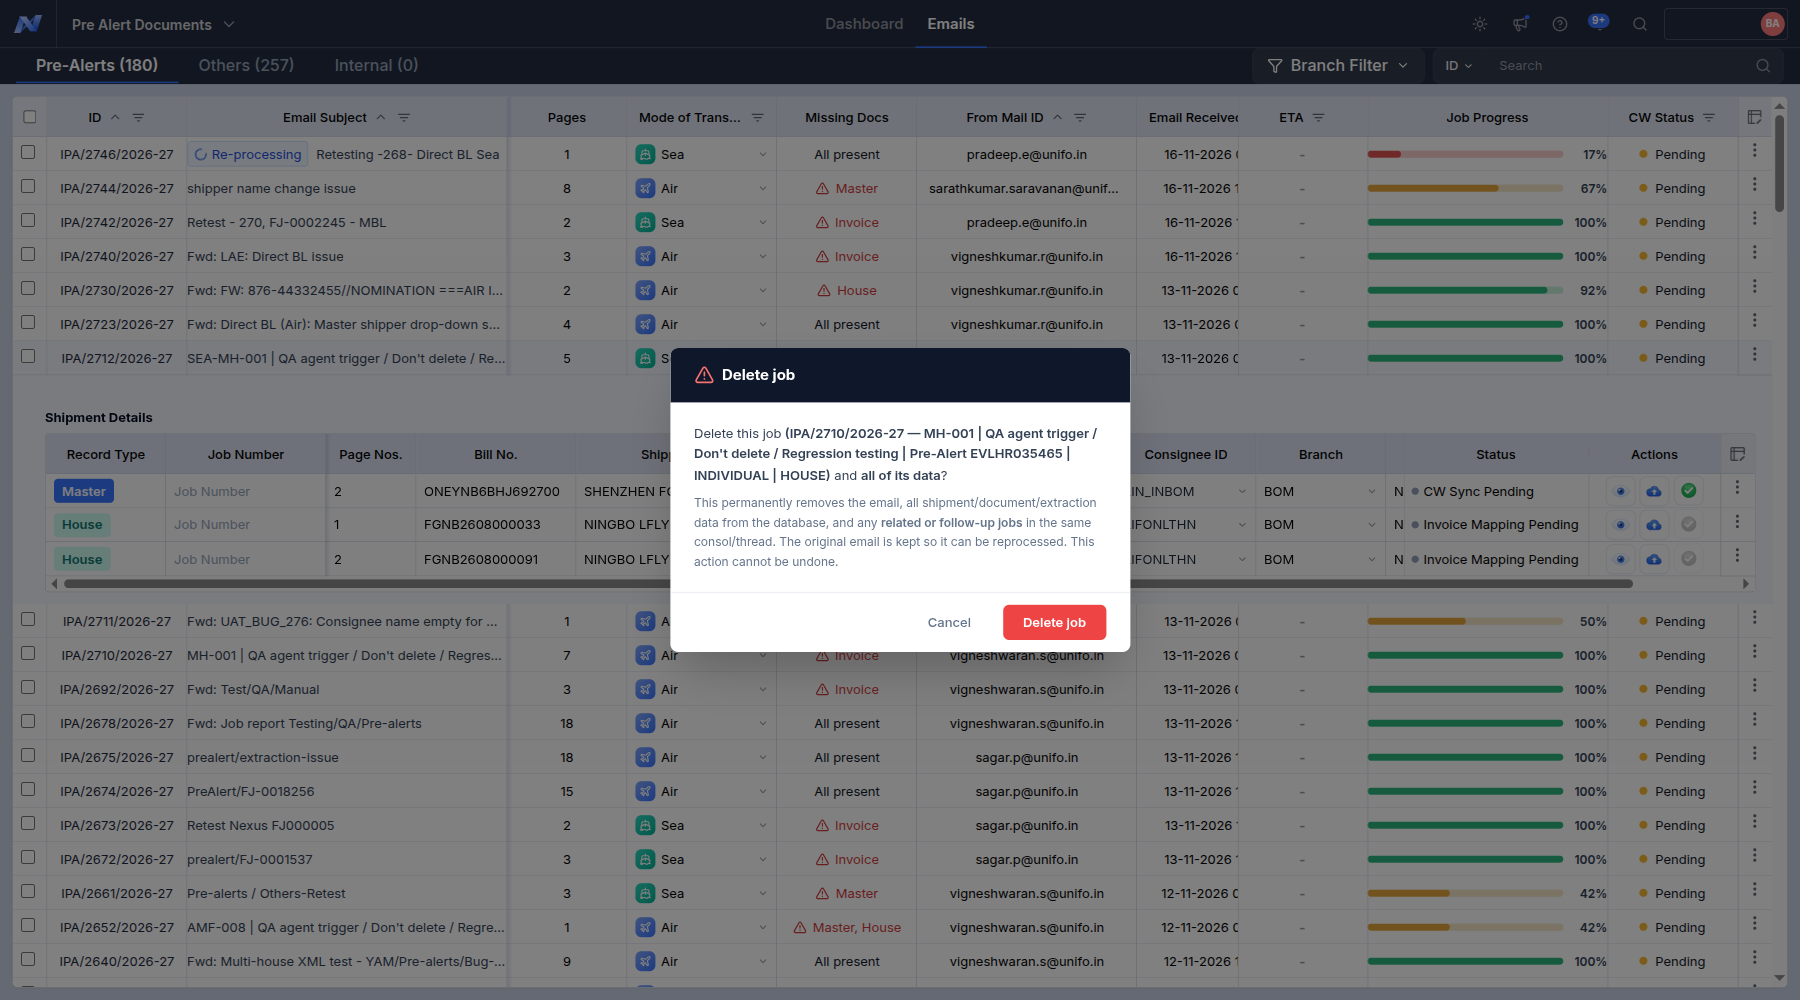 Pre Alert Documents
Dashboard Emails
9+
BA
Pre-Alerts (180) Others (257) Internal (0)
Branch Filter
ID Search
ID Email Subject Pages Mode of Trans... Missing Docs From Mail ID Email Received ETA Job Progress CW Status
IPA/2746/2026-27 Re-processing Retesting -268- Direct BL Sea 1 Sea All present pradeep.e@unifo.in 16-11-2026 - 17% Pending
IPA/2744/2026-27 shipper name change issue 8 Air Master sarathkumar.saravanan@unif... 16-11-2026 - 67% Pending
IPA/2742/2026-27 Retest - 270, FJ-0002245 - MBL 2 Sea Invoice pradeep.e@unifo.in 16-11-2026 - 100% Pending
IPA/2740/2026-27 Fwd: LAE: Direct BL issue 3 Air Invoice vigneshkumar.r@unifo.in 16-11-2026 - 100% Pending
IPA/2730/2026-27 Fwd: FW: 876-44332455//NOMINATION ===AIR I... 2 Air House vigneshkumar.r@unifo.in 13-11-2026 - 92% Pending
IPA/2723/2026-27 Fwd: Direct BL (Air): Master shipper drop-down s... 4 Air All present vigneshkumar.r@unifo.in 13-11-2026 - 100% Pending
IPA/2712/2026-27 SEA-MH-001 | QA agent trigger / Don't delete / Re... 5 13-11-2026 - 100% Pending
Delete job
Delete this job (IPA/2710/2026-27 — MH-001 | QA agent trigger /
Don't delete / Regression testing | Pre-Alert EVLHR035465 |
INDIVIDUAL | HOUSE) and all of its data?
This permanently removes the email, all shipment/document/extraction
data from the database, and any related or follow-up jobs in the same
consol/thread. The original email is kept so it can be reprocessed. This
action cannot be undone.
Cancel Delete job
Shipment Details
Record Type Job Number Page Nos. Bill No. Consignee ID Branch Status Actions
Master Job Number 2 ONEYNB6BHJ692700 SHENZHEN IN_INBOM BOM N CW Sync Pending
House Job Number 1 FGNB2608000033 NINGBO LFLY IFONLTHN BOM N Invoice Mapping Pending
House Job Number 2 FGNB2608000091 NINGBO LFLY IFONLTHN BOM N Invoice Mapping Pending
IPA/2711/2026-27 Fwd: UAT_BUG_276: Consignee name empty for ... 1 13-11-2026 - 50% Pending
IPA/2710/2026-27 MH-001 | QA agent trigger / Don't delete / Regres... 7 Air Invoice vigneshwaran.s@unifo.in 13-11-2026 - 100% Pending
IPA/2692/2026-27 Fwd: Test/QA/Manual 3 Air Invoice vigneshwaran.s@unifo.in 13-11-2026 - 100% Pending
IPA/2678/2026-27 Fwd: Job report Testing/QA/Pre-alerts 18 Air All present vigneshwaran.s@unifo.in 13-11-2026 - 100% Pending
IPA/2675/2026-27 prealert/extraction-issue 18 Air All present sagar.p@unifo.in 13-11-2026 - 100% Pending
IPA/2674/2026-27 PreAlert/FJ-0018256 15 Air All present sagar.p@unifo.in 13-11-2026 - 100% Pending
IPA/2673/2026-27 Retest Nexus FJ000005 2 Sea Invoice sagar.p@unifo.in 13-11-2026 - 100% Pending
IPA/2672/2026-27 prealert/FJ-0001537 3 Sea Invoice sagar.p@unifo.in 13-11-2026 - 100% Pending
IPA/2661/2026-27 Pre-alerts / Others-Retest 3 Sea Master vigneshwaran.s@unifo.in 12-11-2026 - 42% Pending
IPA/2652/2026-27 AMF-008 | QA agent trigger / Don't delete / Regre... 1 Air Master, House vigneshwaran.s@unifo.in 12-11-2026 - 42% Pending
IPA/2640/2026-27 Fwd: Multi-house XML test - YAM/Pre-alerts/Bug-... 9 Air All present vigneshwaran.s@unifo.in 12-11-2026 - 100% Pending